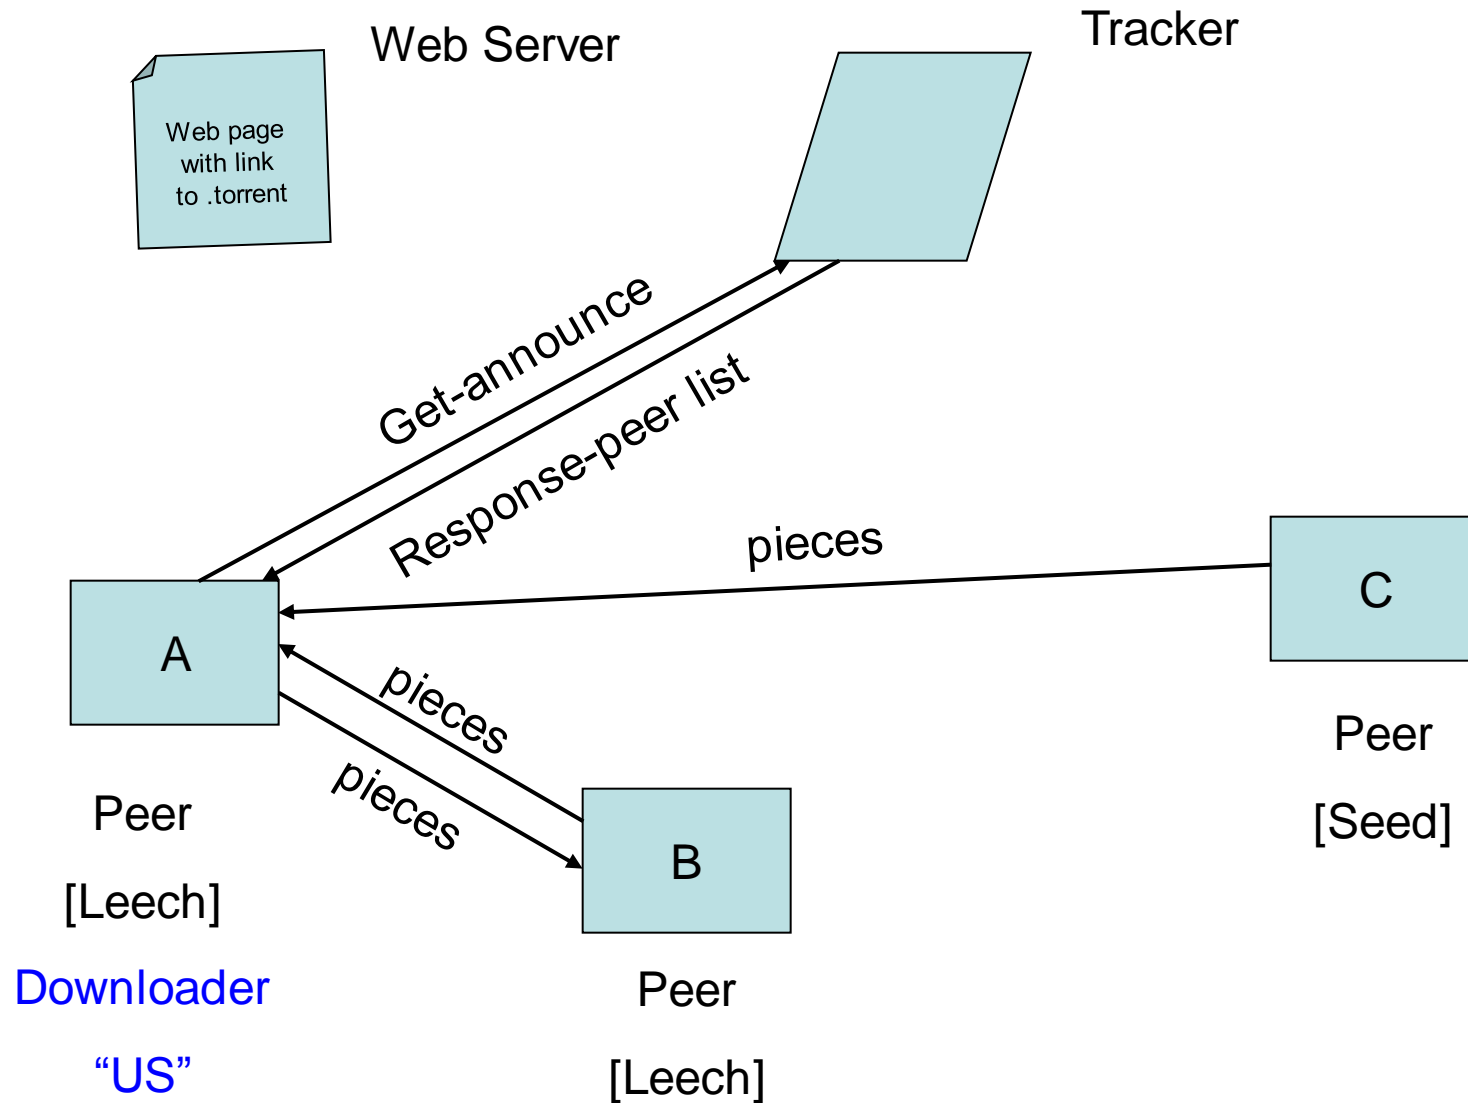 Web Server
Tracker
Web page
with link
to .torrent
Get-announce
Response-peer list
pieces
C
A
pieces
pieces
Peer
[Seed]
Peer
[Leech]
B
Downloader
“US”
Peer
[Leech]